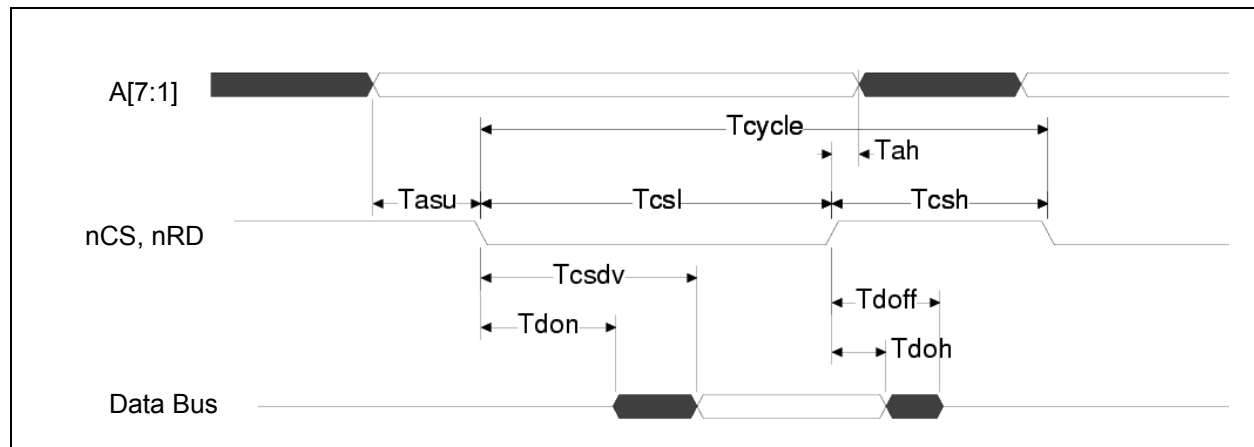 A[7:1]
Tcycle
Tah
Tasu
Tcsl
Tcsh
nCS, nRD
Tcsdv
Tdoff
Tdon
Tdoh
Data Bus